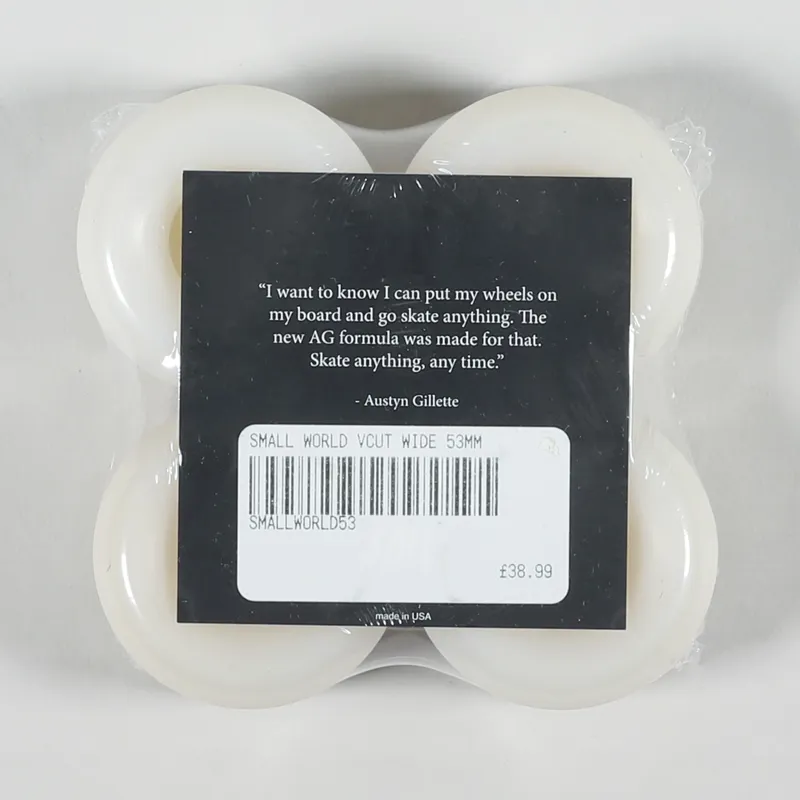 “I want to know I can put my wheels on
my board and go skate anything. The
new AG formula was made for that.
Skate anything, any time.”
- Austyn Gillette
SMALL WORLD VCUT WIDE 53MM
SMALLWORLD53
£38.99
made in USA